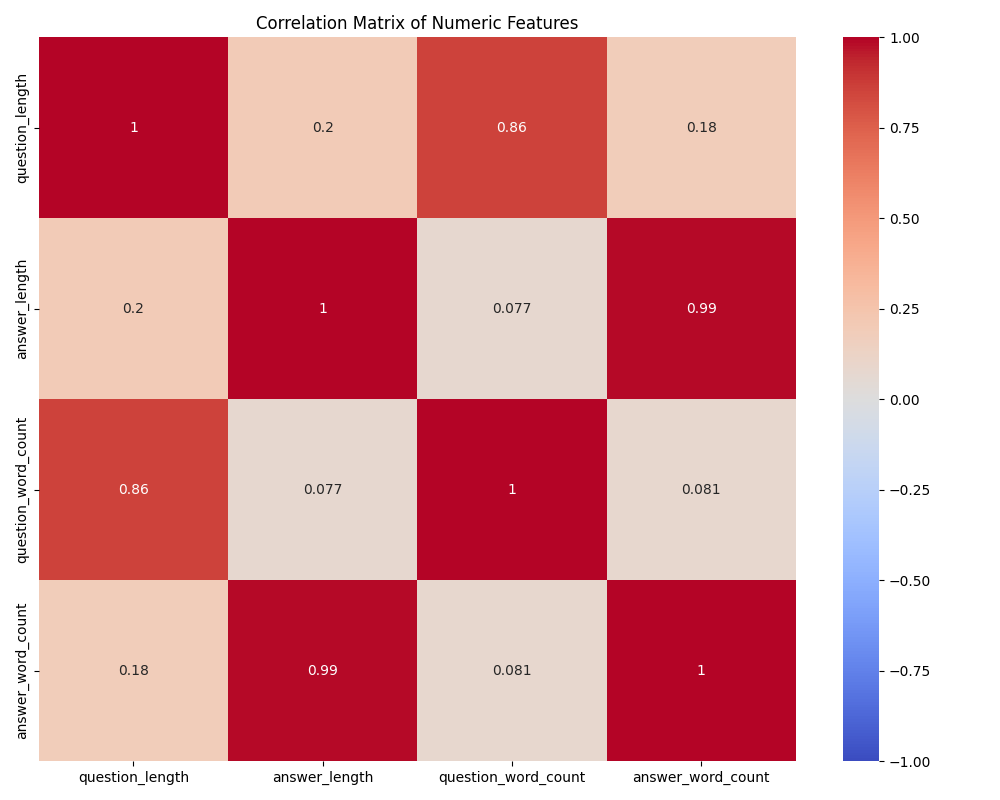 Correlation Matrix of Numeric Features
question_length
1
0.2
0.86
0.18
answer_length
0.2
1
0.077
0.99
question_word_count
0.86
0.077
1
0.081
answer_word_count
0.18
0.99
0.081
1
question_length
answer_length
question_word_count
answer_word_count
1.00
0.75
0.50
0.25
0.00
−0.25
−0.50
−0.75
−1.00